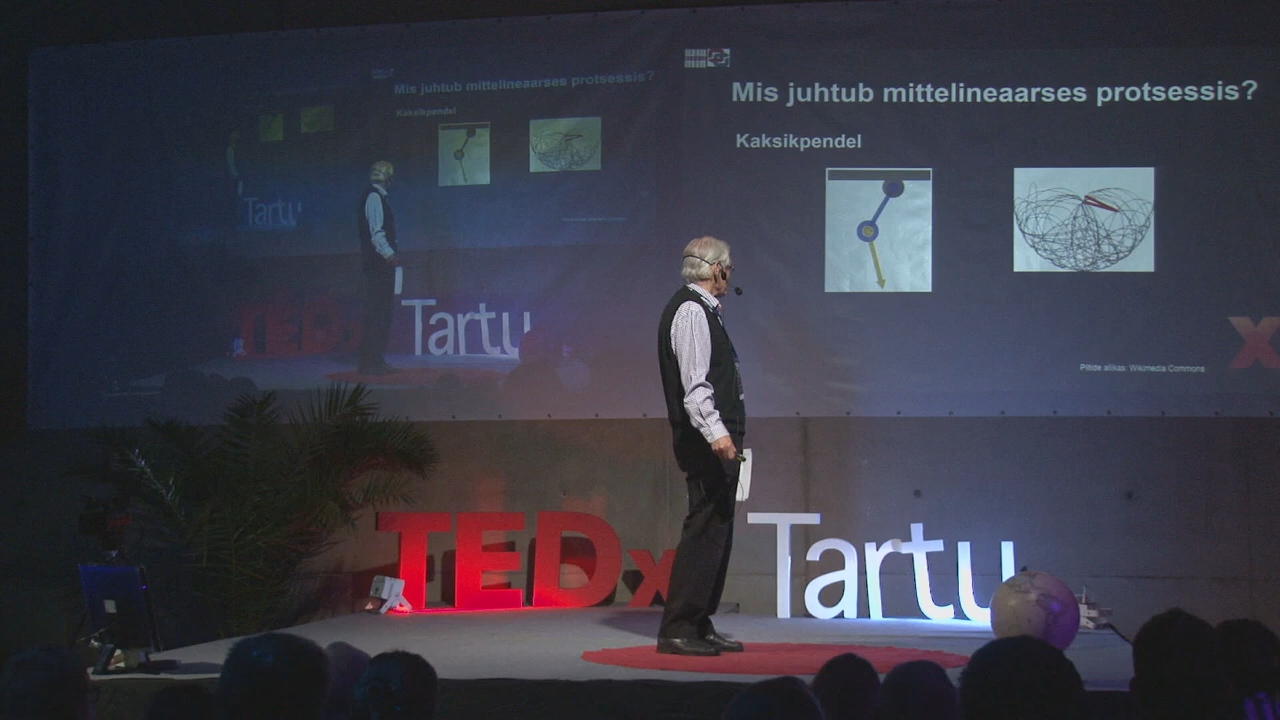 Mis juhtub mittelineaarses protsessis?
Kaksikpendel
Mis juhtub mittelineaarses protsessis?
Kaksikpendel
Tartu
TEDx
Tartu
X
Piltide allikas: Wikimedia Commons
TEDx
Tartu